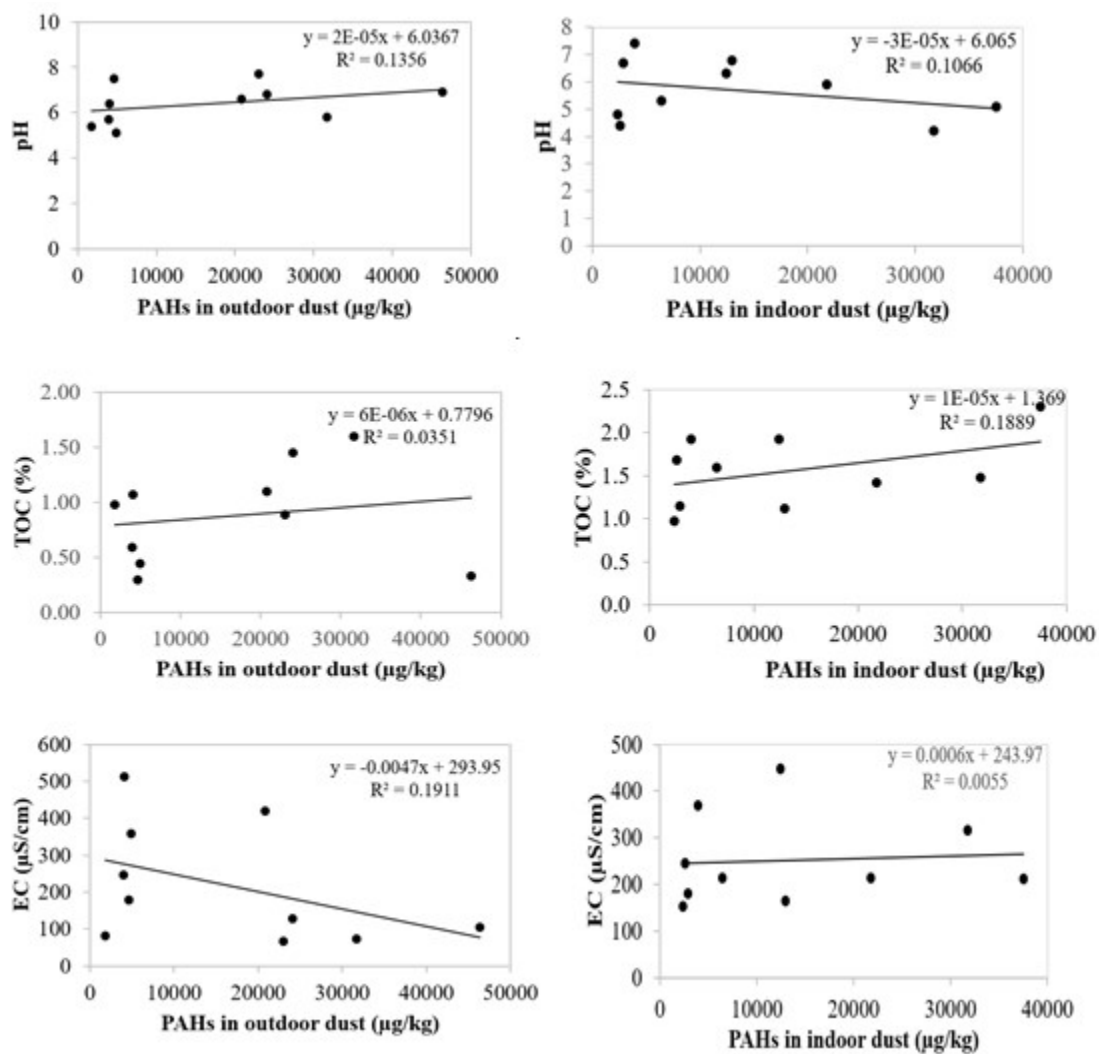 10
8
6
4
2
0
pH
y = 2E-05x + 6.0367
R² = 0.1356
0 10000 20000 30000 40000 50000
PAHs in outdoor dust (µg/kg)
8
7
6
5
4
3
2
1
0
pH
y = -3E-05x + 6.065
R² = 0.1066
0 10000 20000 30000 40000
PAHs in indoor dust (µg/kg)
2.00
1.50
1.00
0.50
0.00
TOC (%)
y = 6E-06x + 0.7796
R² = 0.0351
0 10000 20000 30000 40000 50000
PAHs in outdoor dust (µg/kg)
2.5
2.0
1.5
1.0
0.5
0.0
TOC (%)
y = 1E-05x + 1.369
R² = 0.1889
0 10000 20000 30000 40000
PAHs in indoor dust (µg/kg)
600
500
400
300
200
100
0
EC (µS/cm)
y = -0.0047x + 293.95
R² = 0.1911
0 10000 20000 30000 40000 50000
PAHs in outdoor dust (µg/kg)
500
400
300
200
100
0
EC (µS/cm)
y = 0.0006x + 243.97
R² = 0.0055
0 10000 20000 30000 40000
PAHs in indoor dust (µg/kg)